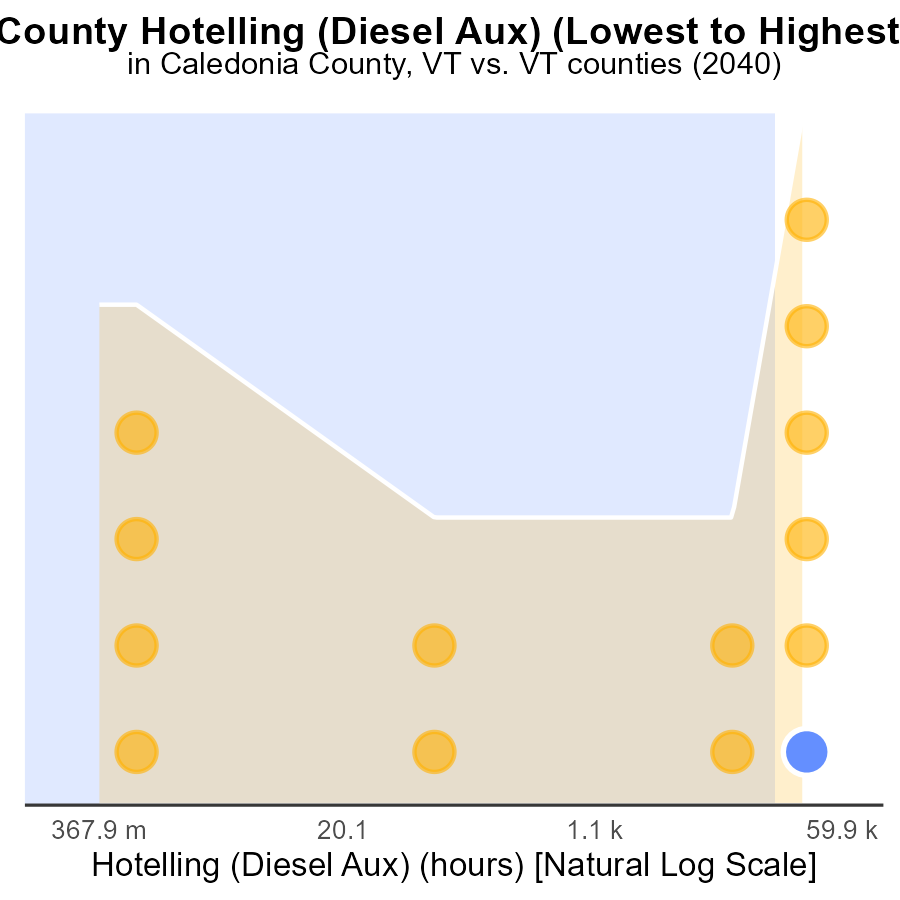 County Hotelling (Diesel Aux) (Lowest to Highest
in Caledonia County, VT vs. VT counties (2040)
367.9 m 20.1 1.1 k 59.9 k
Hotelling (Diesel Aux) (hours) [Natural Log Scale]